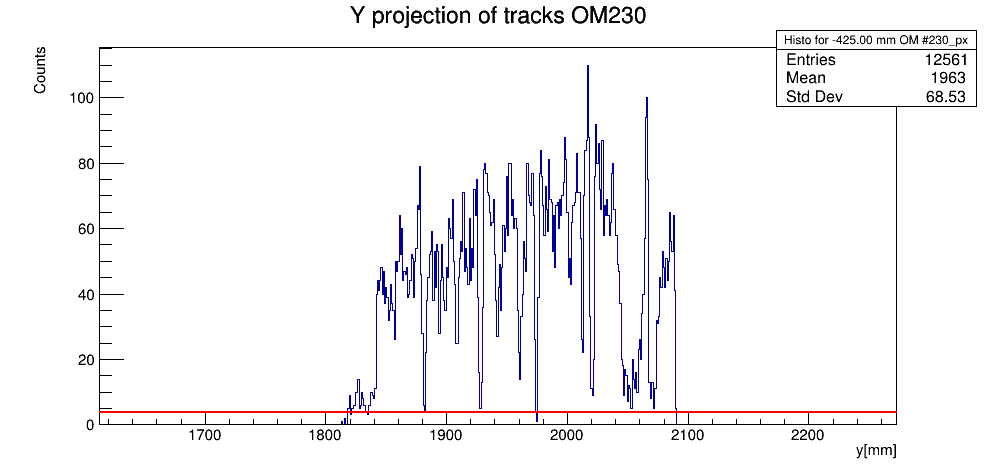 Y projection of tracks OM230
Histo for -425.00 mm OM #230_px
Entries 12561
Mean 1963
Std Dev 68.53
Counts
100
80
60
40
20
0
1700 1800 1900 2000 2100 2200
y[mm]